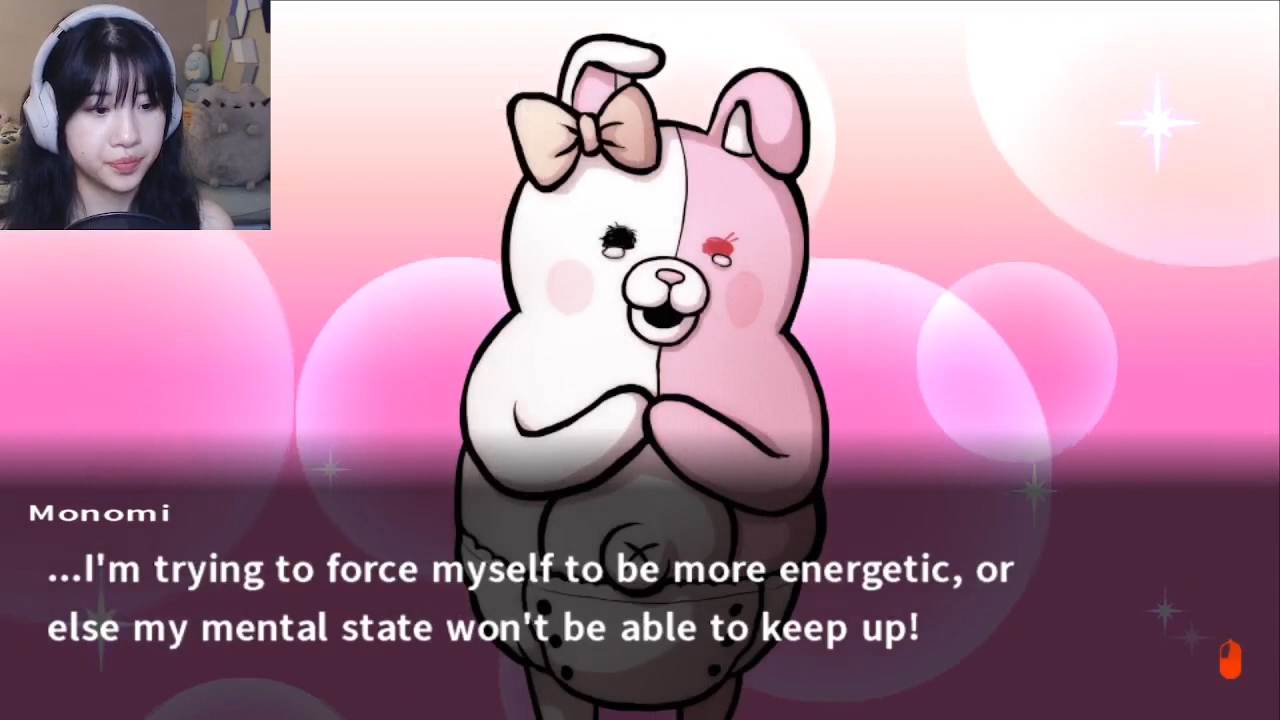 Monomi
...I'm trying to force myself to be more energetic, or
else my mental state won't be able to keep up!